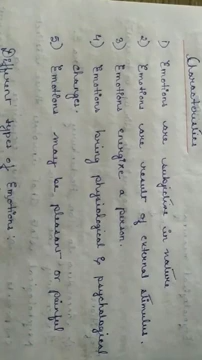 Characteristics
1) Emotions are subjective in nature
2) Emotions are result of external stimulus.
3) Emotions energize a person.
4) Emotions bring physiological & psychological
changes.
5) Emotions may be pleasant or painful
Different types of Emotions: